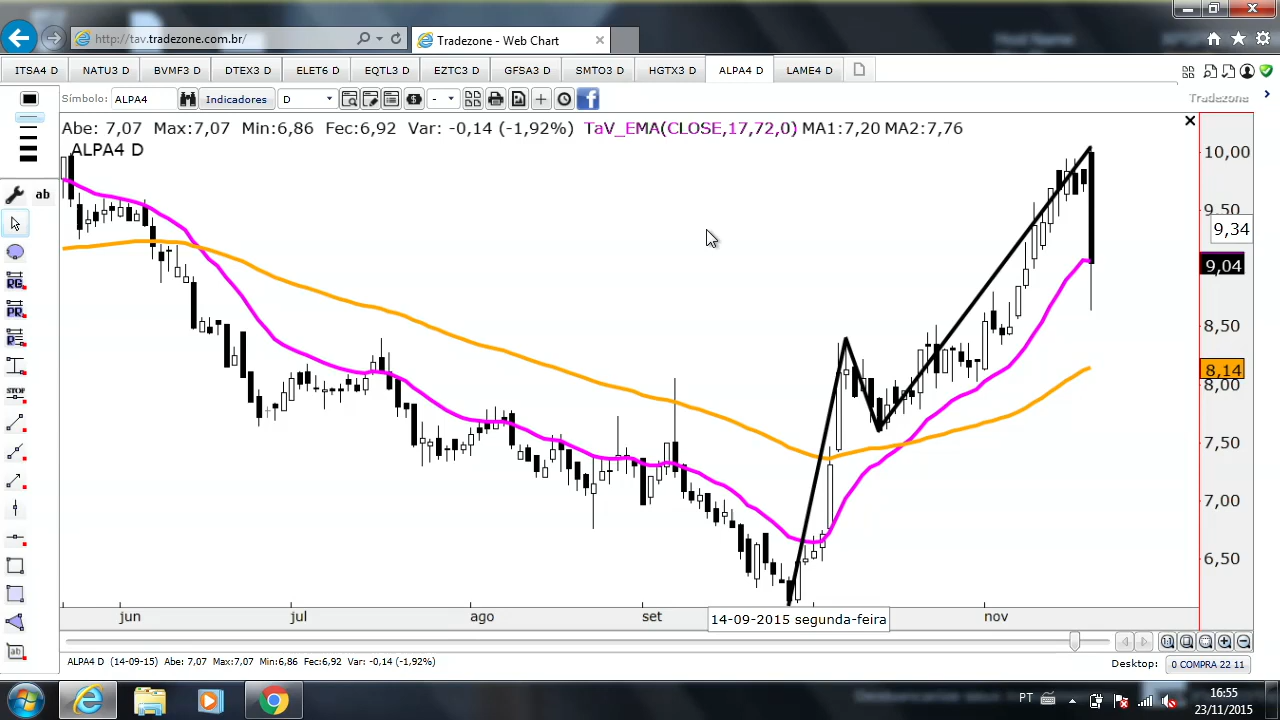 http://tav.tradezone.com.br/
Tradezone - Web Chart
ITSA4 D NATU3 D BVMF3 D DTEX3 D ELET6 D EQTL3 D EZTC3 D GFSA3 D SMTO3 D HGTX3 D ALPA4 D LAME4 D
Símbolo: ALPA4 Indicadores D - f Tradezone
Abe: 7,07 Max:7,07 Min:6,86 Fec:6,92 Var: -0,14 (-1,92%) TaV_EMA(CLOSE,17,72,0) MA1:7,20 MA2:7,76
ALPA4 D
ab
RG
PR
STOP
ab
10,00
9,50
9,34
9,04
8,50
8,14
8,00
7,50
7,00
6,50
jun jul ago set nov
14-09-2015 segunda-feira
1:1
ALPA4 D (14-09-15) Abe: 7,07 Max:7,07 Min:6,86 Fec:6,92 Var: -0,14 (-1,92%)
Desktop: 0 COMPRA 22 11
PT
16:55
23/11/2015